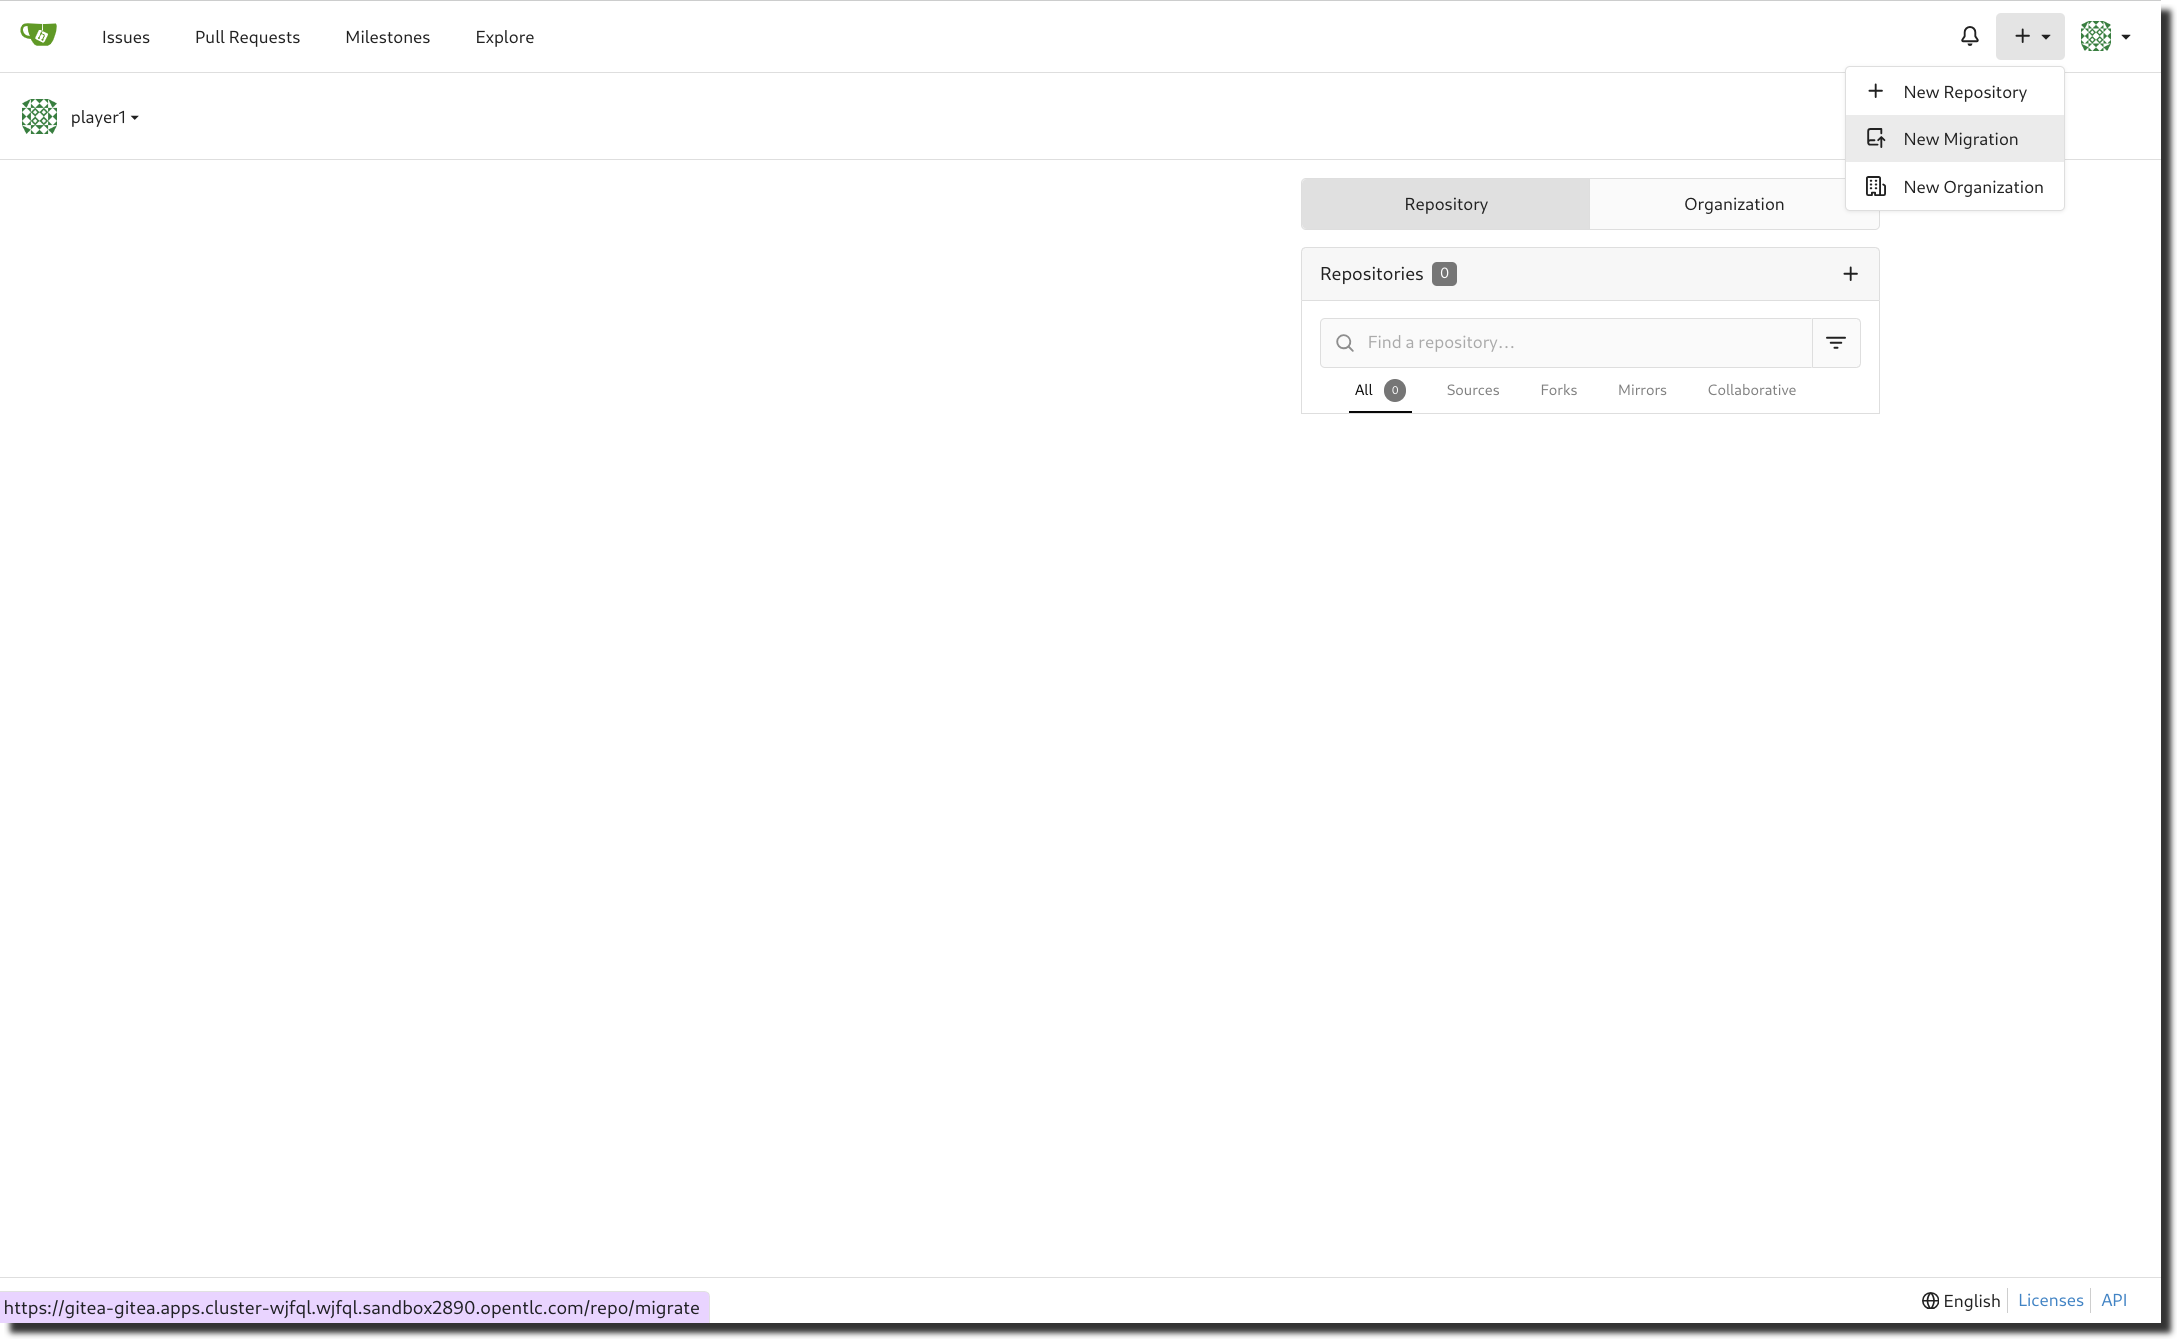 Issues Pull Requests Milestones Explore
New Repository
player1
New Migration
New Organization
Repository Organization
Repositories 0
Find a repository...
All 0 Sources Forks Mirrors Collaborative
https://gitea-gitea.apps.cluster-wjfql.wjfql.sandbox2890.opentlc.com/repo/migrate
English Licenses API